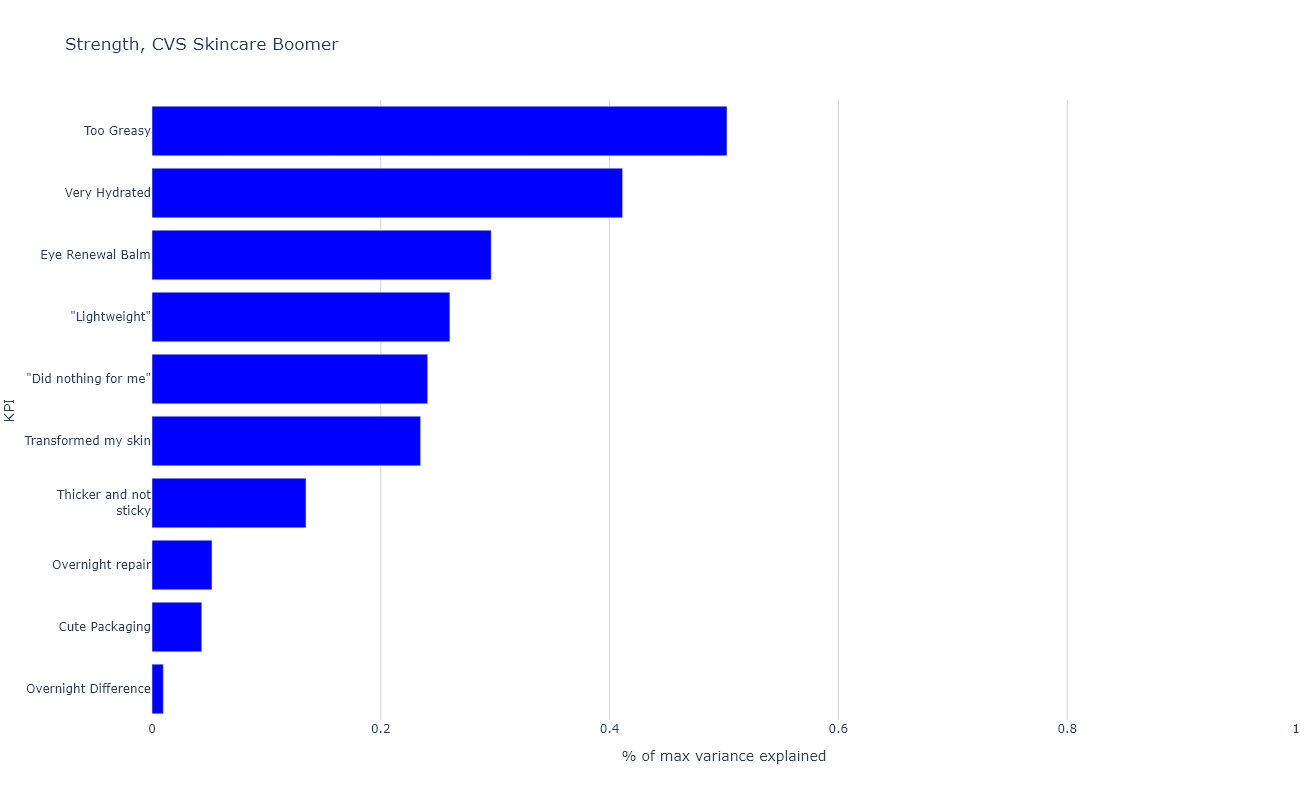 Strength, CVS Skincare Boomer
Too Greasy
Very Hydrated
Eye Renewal Balm
"Lightweight"
"Did nothing for me"
Transformed my skin
Thicker and not
sticky
Overnight repair
Cute Packaging
Overnight Difference
KPI
0 0.2 0.4 0.6 0.8 1
% of max variance explained